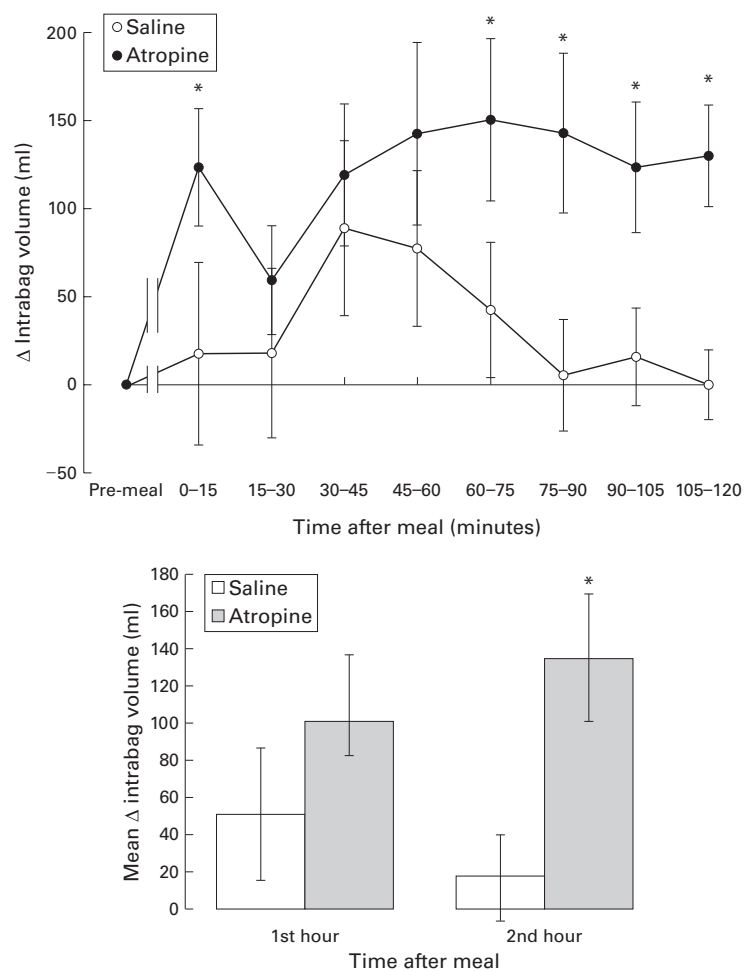 Saline
Atropine
200
150
100
50
0
−50
Δ Intrabag volume (ml)
*
*
*
*
*
Pre-meal 0–15 15–30 30–45 45–60 60–75 75–90 90–105 105–120
Time after meal (minutes)
Saline
Atropine
180
160
140
120
100
80
60
40
20
0
Mean Δ intrabag volume (ml)
*
1st hour 2nd hour
Time after meal